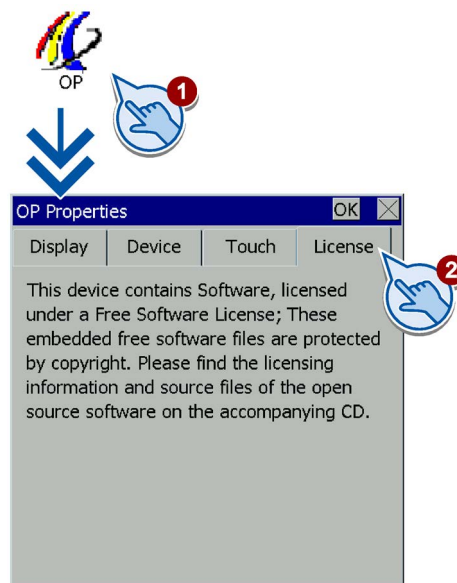 OP
1
OP Properties OK
Display Device Touch License
2
This device contains Software, licensed
under a Free Software License; These
embedded free software files are protected
by copyright. Please find the licensing
information and source files of the open
source software on the accompanying CD.